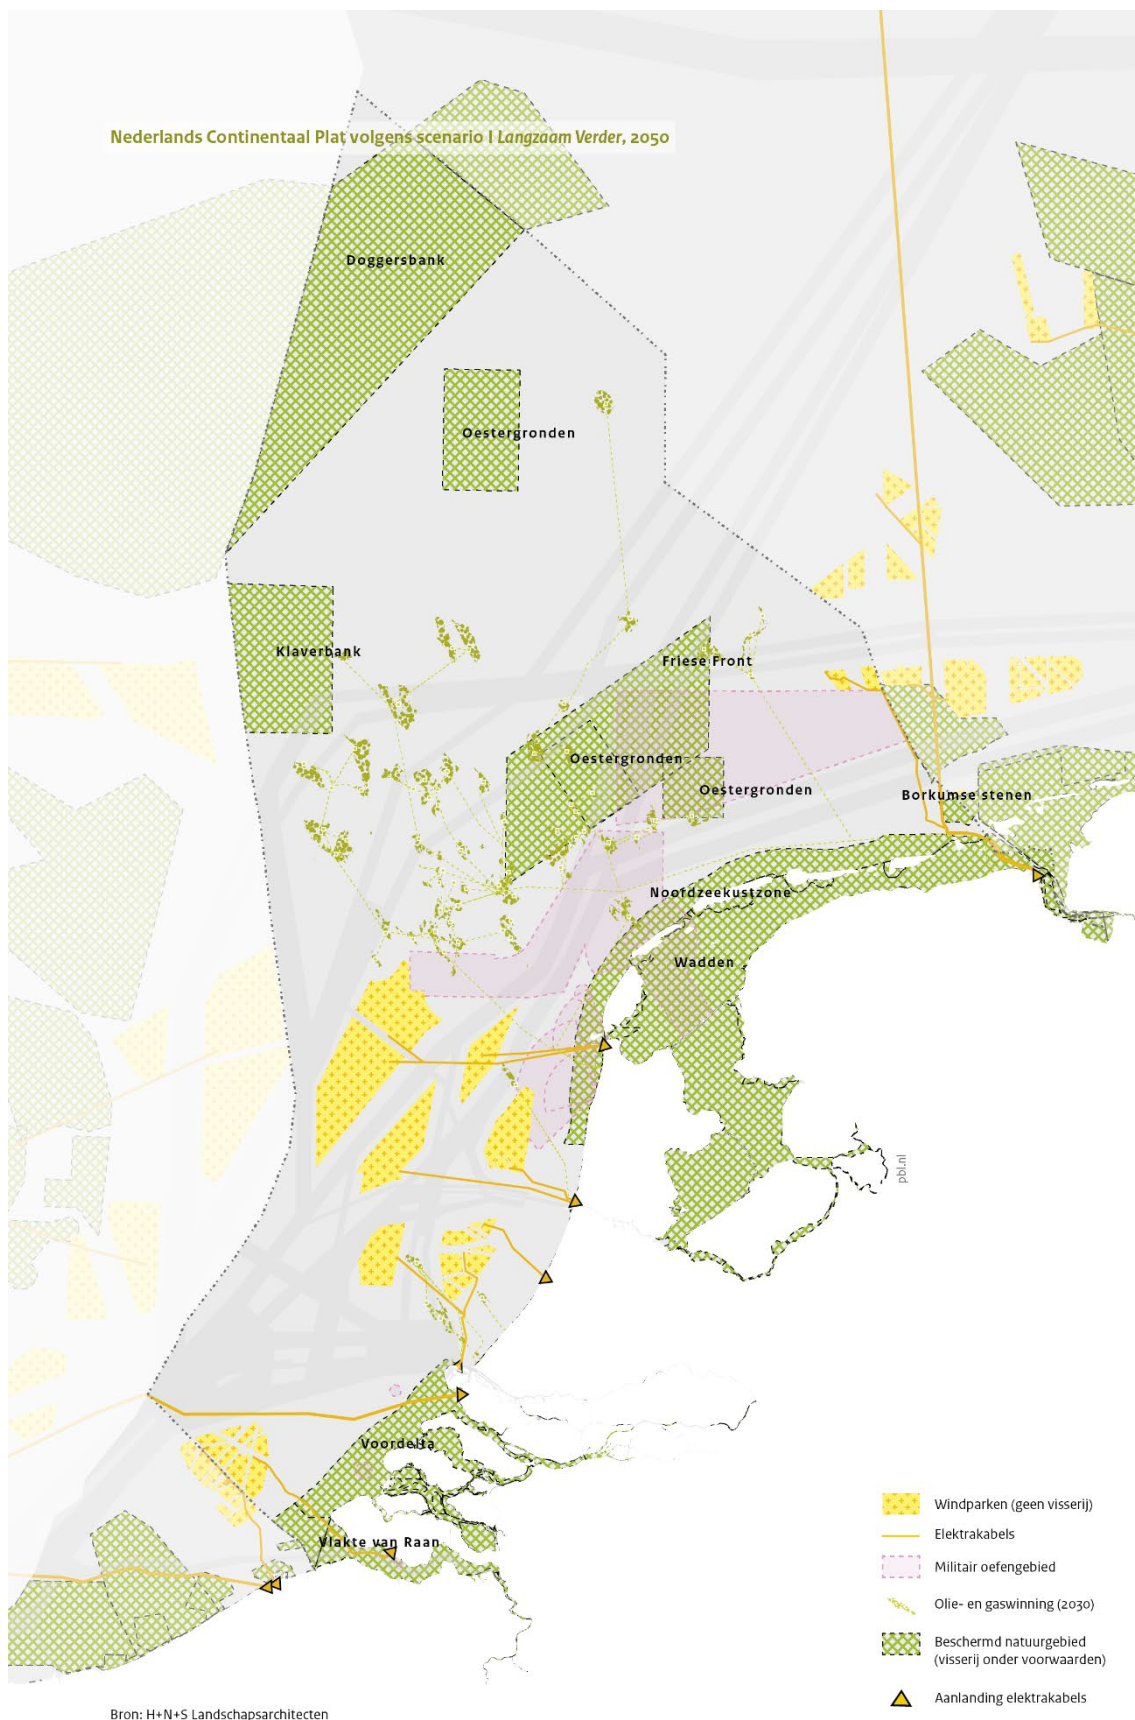 Nederlands Continentaal Plat volgens scenario I Langzaam Verder, 2050
Doggersbank
Oestergronden
Klaverbank
Friese Front
Oestergronden
Oestergronden
Borkumse stenen
Noofdzeekustzone
Wadden
pbl.nl
Voordelta
Vlakte van Raan
Windparken (geen visserij)
Elektrakabels
Militair oefengebied
Olie- en gaswinning (2030)
Beschermd natuurgebied
(visserij onder voorwaarden)
Aanlanding elektrakabels
Bron: H+N+S Landschapsarchitecten